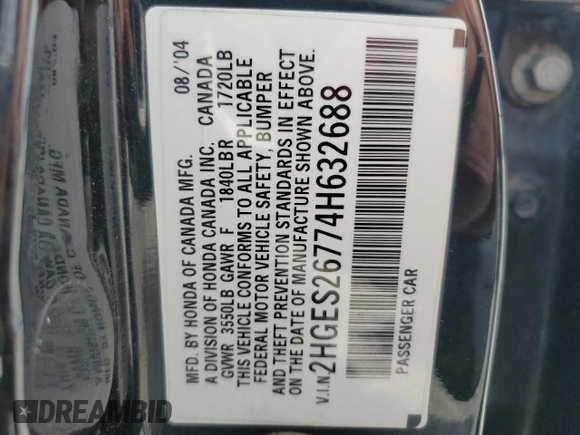 MFD. BY HONDA OF CANADA MFG. 08/'04
A DIVISION OF HONDA CANADA INC. CANADA
GVWR 3550LB GAWR F 1840LBR 1720LB
THIS VEHICLE CONFORMS TO ALL APPLICABLE
FEDERAL MOTOR VEHICLE SAFETY, BUMPER
AND THEFT PREVENTION STANDARDS IN EFFECT
ON THE DATE OF MANUFACTURE SHOWN ABOVE.
V.I.N. 2HGES26774H632688
PASSENGER CAR
DREAMBID